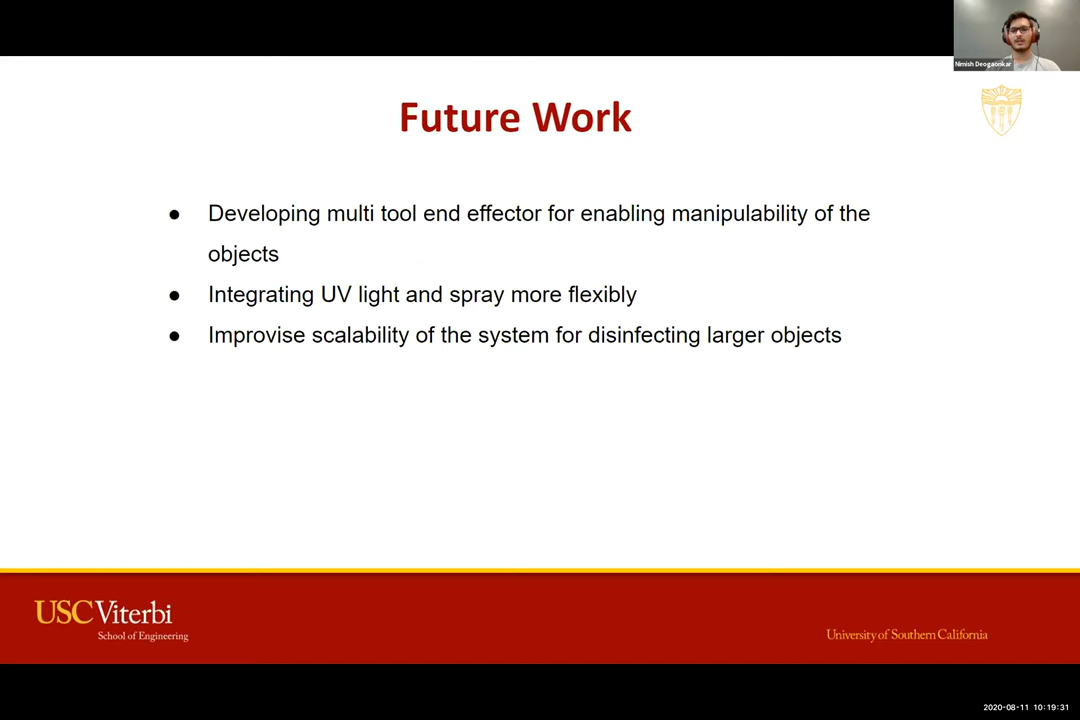 Nimish Deogaonkar
Future Work
● Developing multi tool end effector for enabling manipulability of the
objects
● Integrating UV light and spray more flexibly
● Improvise scalability of the system for disinfecting larger objects
USC Viterbi
School of Engineering
University of Southern California
2020-08-11 10:19:31